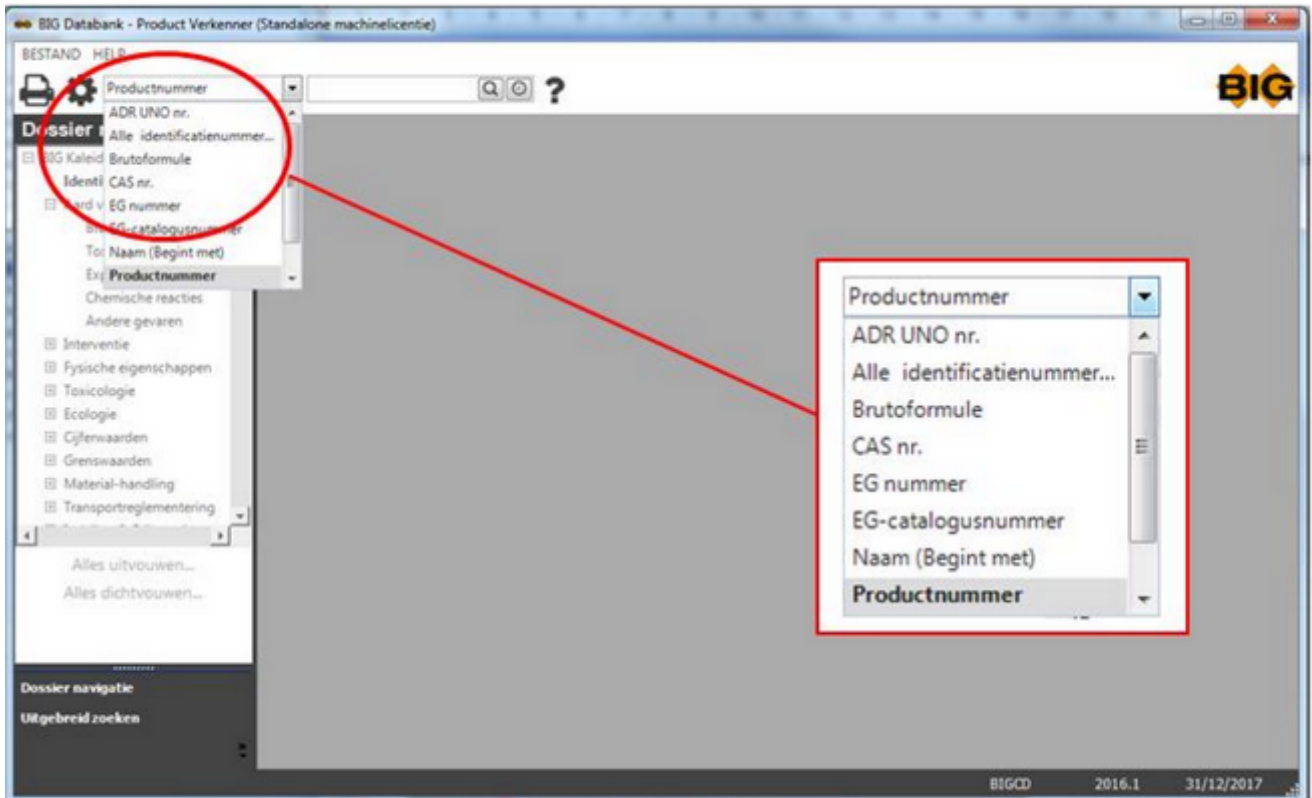 BIG Databank - Product Verkenner (Standalone machinelicentie)
BESTAND HELP
Productnummer
?
BIG
Dossier
ADR UNO nr.
Alle identificatienummer...
Brutoformule
CAS nr.
EG nummer
EG-catalogusnummer
Naam (Begint met)
Productnummer
BIG Kaleid
Identi
Aard v
To
Ex
Chemische reacties
Andere gevaren
Interventie
Fysische eigenschappen
Toxicologie
Ecologie
Cijferwaarden
Grenswaarden
Material-handling
Transportreglementering
Alles uitvouwen...
Alles dichtvouwen...
Dossier navigatie
Uitgebreid zoeken
Productnummer
ADR UNO nr.
Alle identificatienummer...
Brutoformule
CAS nr.
EG nummer
EG-catalogusnummer
Naam (Begint met)
Productnummer
BIGCD 2016.1 31/12/2017